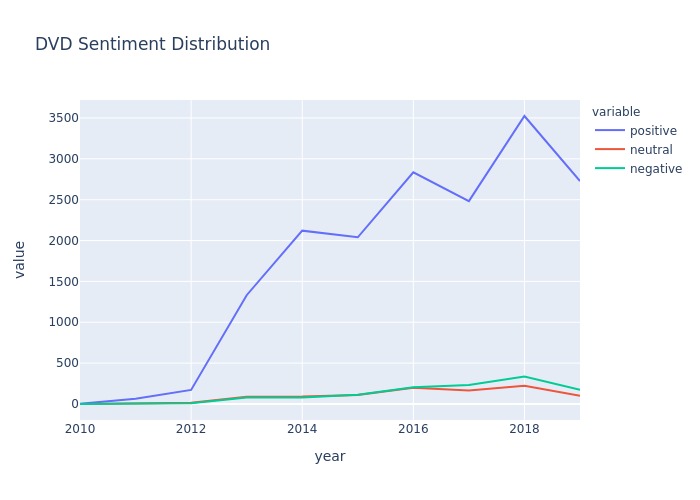 DVD Sentiment Distribution
variable
positive
neutral
negative
value
3500
3000
2500
2000
1500
1000
500
0
2010 2012 2014 2016 2018
year